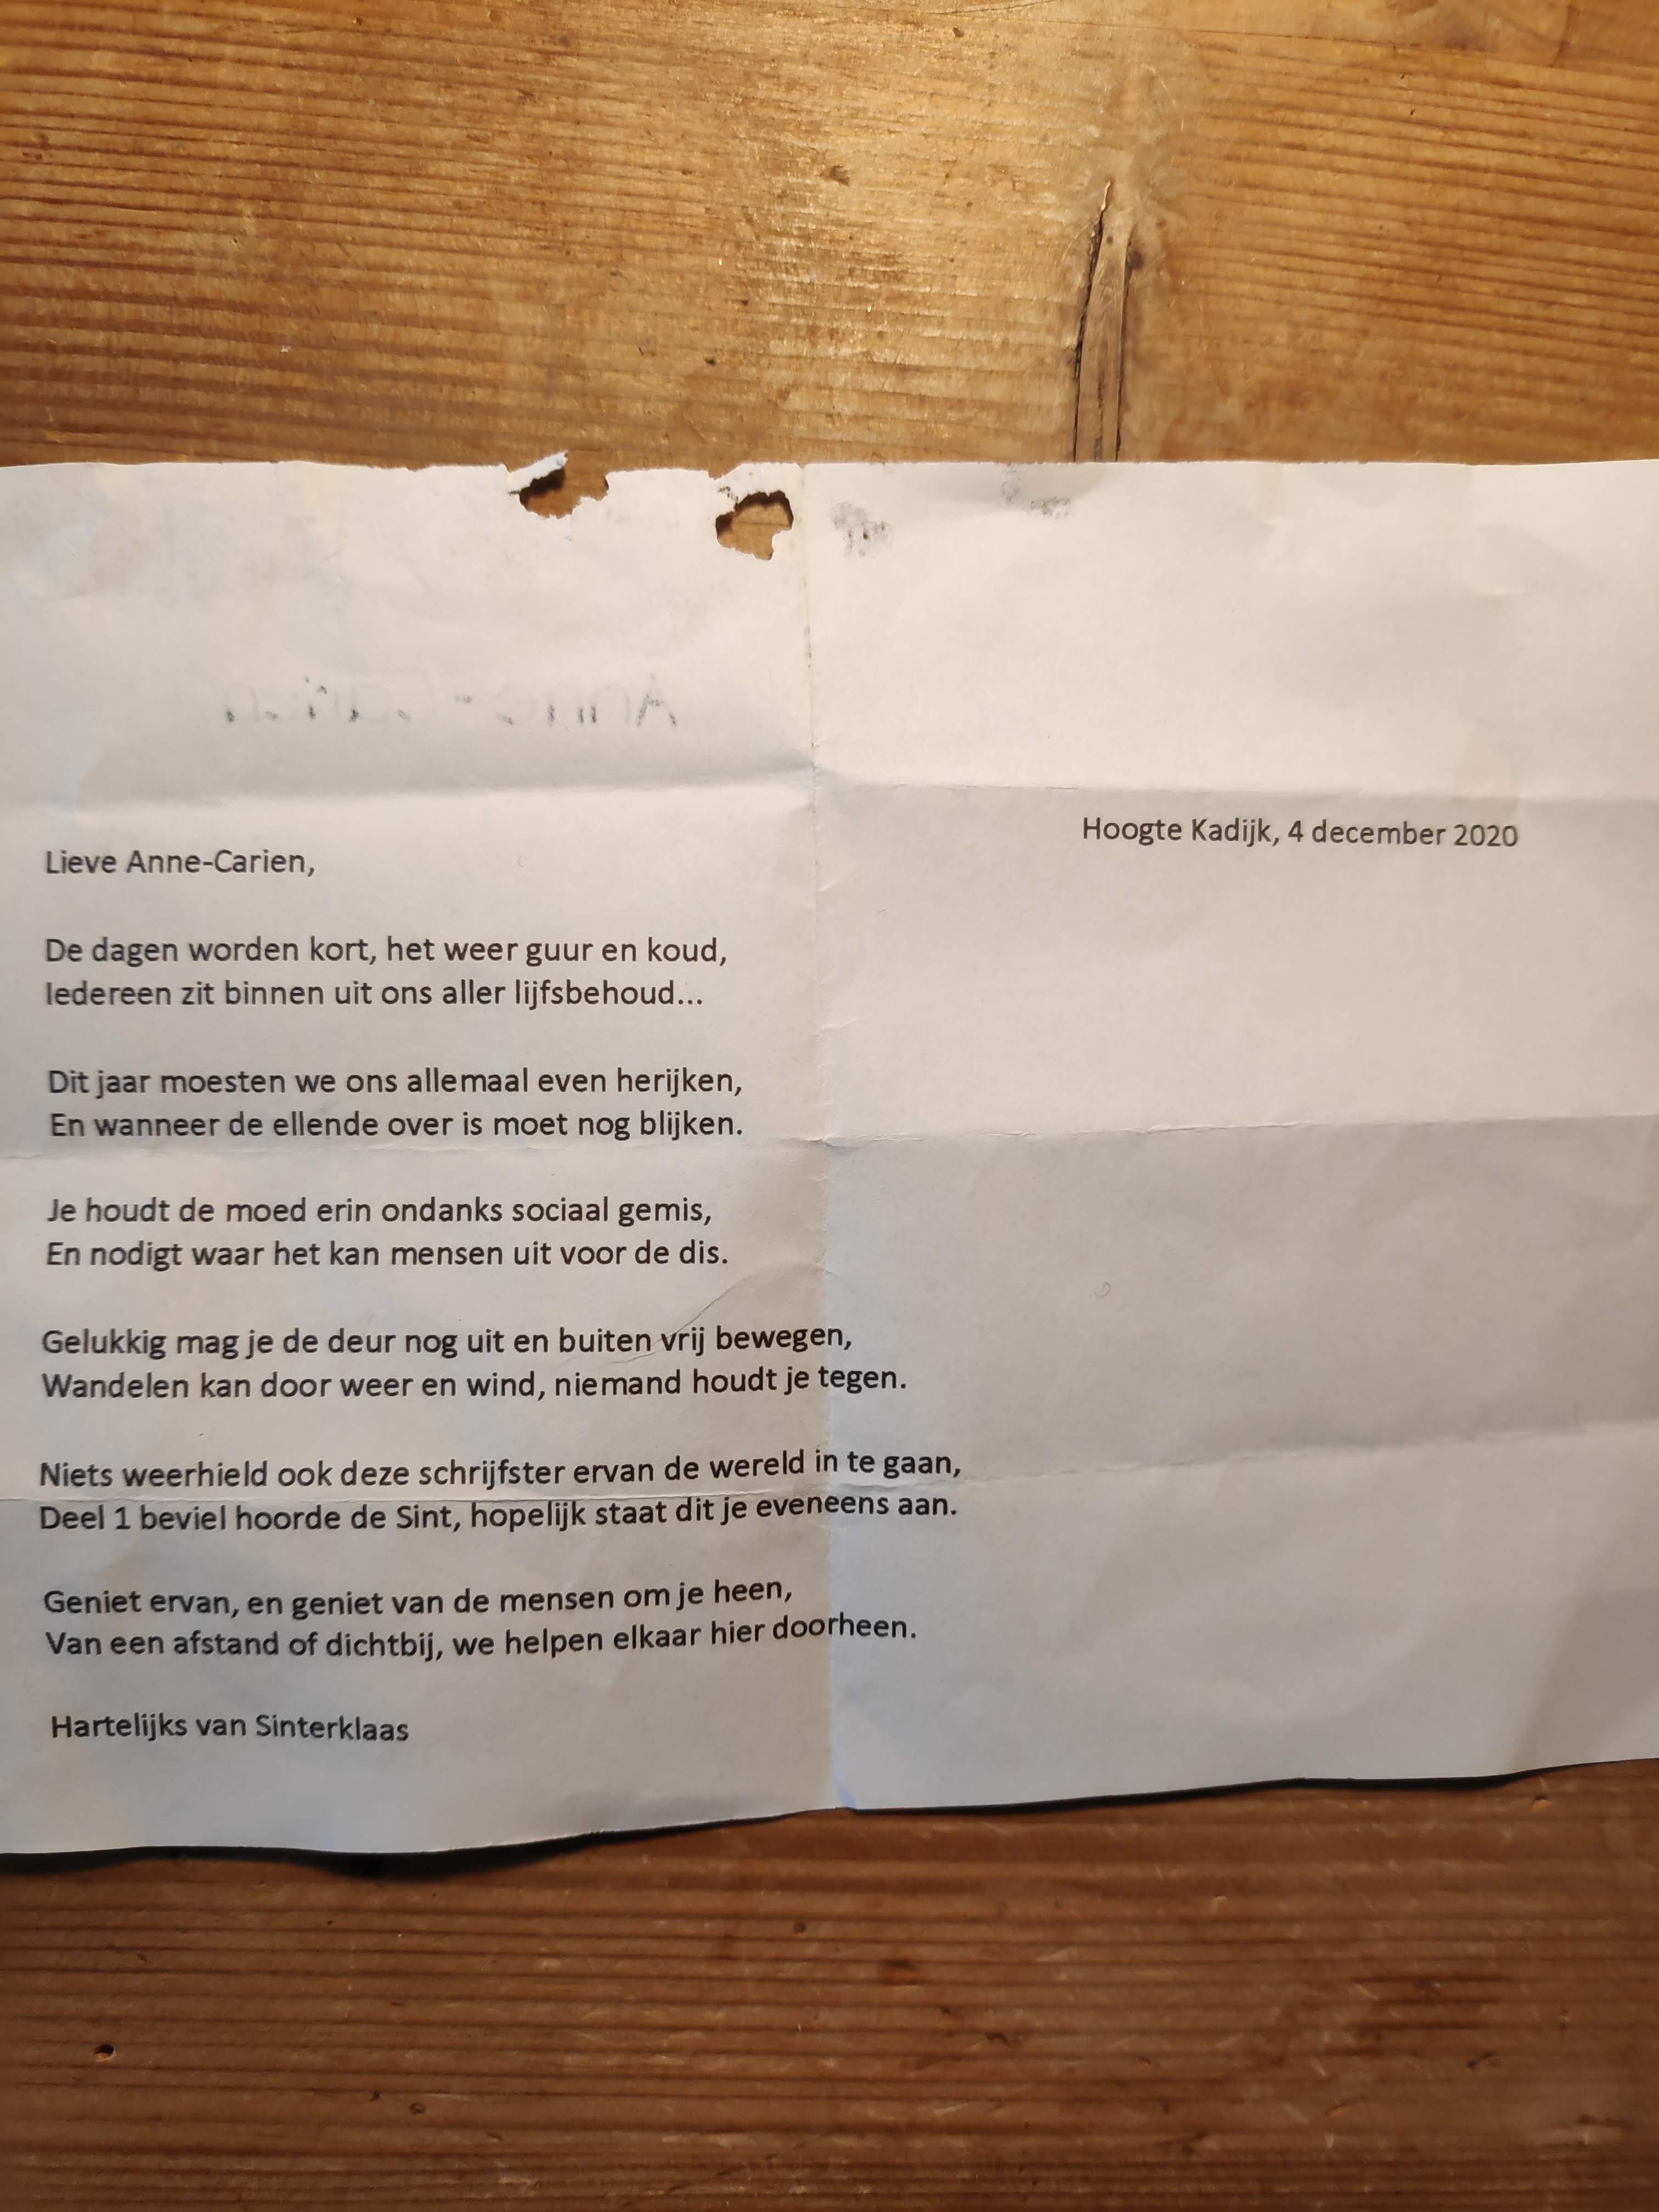 Hoogte Kadijk, 4 december 2020
Lieve Anne-Carien,
De dagen worden kort, het weer guur en koud,
Iedereen zit binnen uit ons aller lijfsbehoud...
Dit jaar moesten we ons allemaal even herijken,
En wanneer de ellende over is moet nog blijken.
Je houdt de moed erin ondanks sociaal gemis,
En nodigt waar het kan mensen uit voor de dis.
Gelukkig mag je de deur nog uit en buiten vrij bewegen,
Wandelen kan door weer en wind, niemand houdt je tegen.
Niets weerhield ook deze schrijfster ervan de wereld in te gaan,
Deel 1 beviel hoorde de Sint, hopelijk staat dit je eveneens aan.
Geniet ervan, en geniet van de mensen om je heen,
Van een afstand of dichtbij, we helpen elkaar hier doorheen.
Hartelijks van Sinterklaas